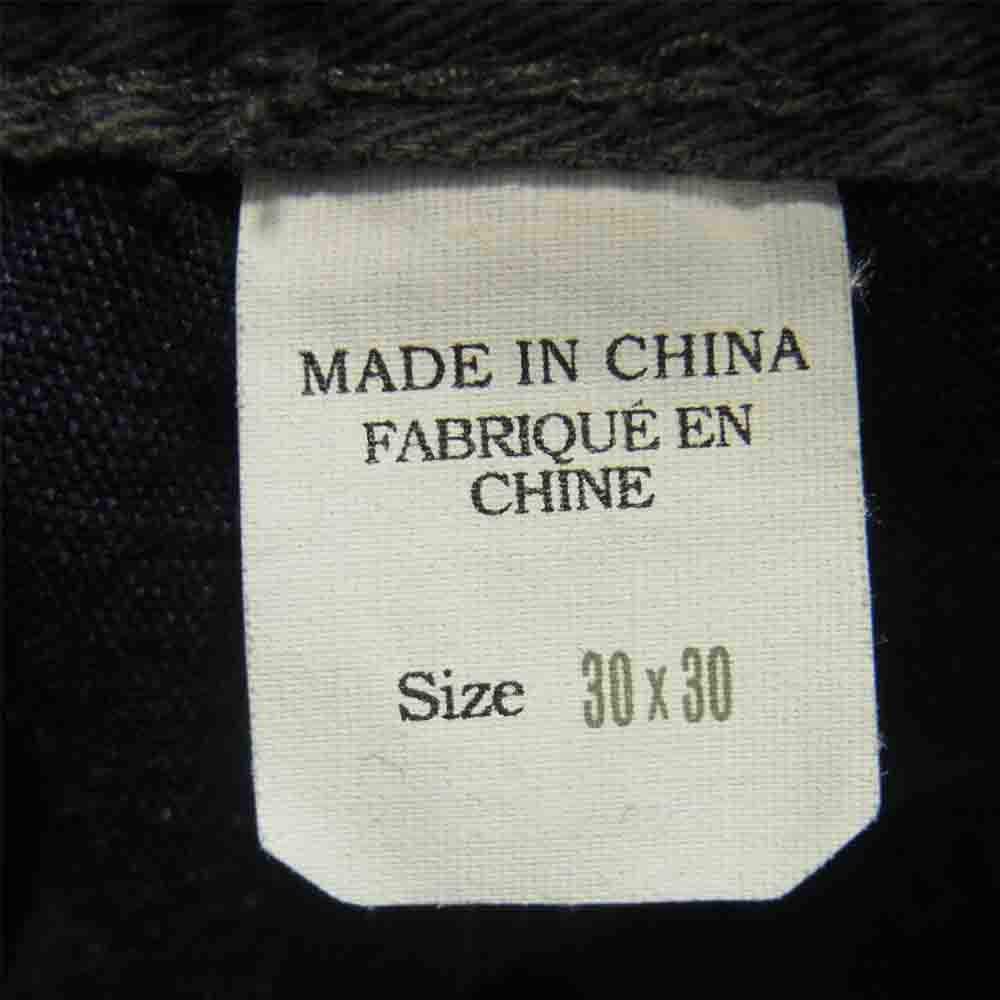 MADE IN CHINA
FABRIQUÉ EN
CHINE
Size 30 x 30